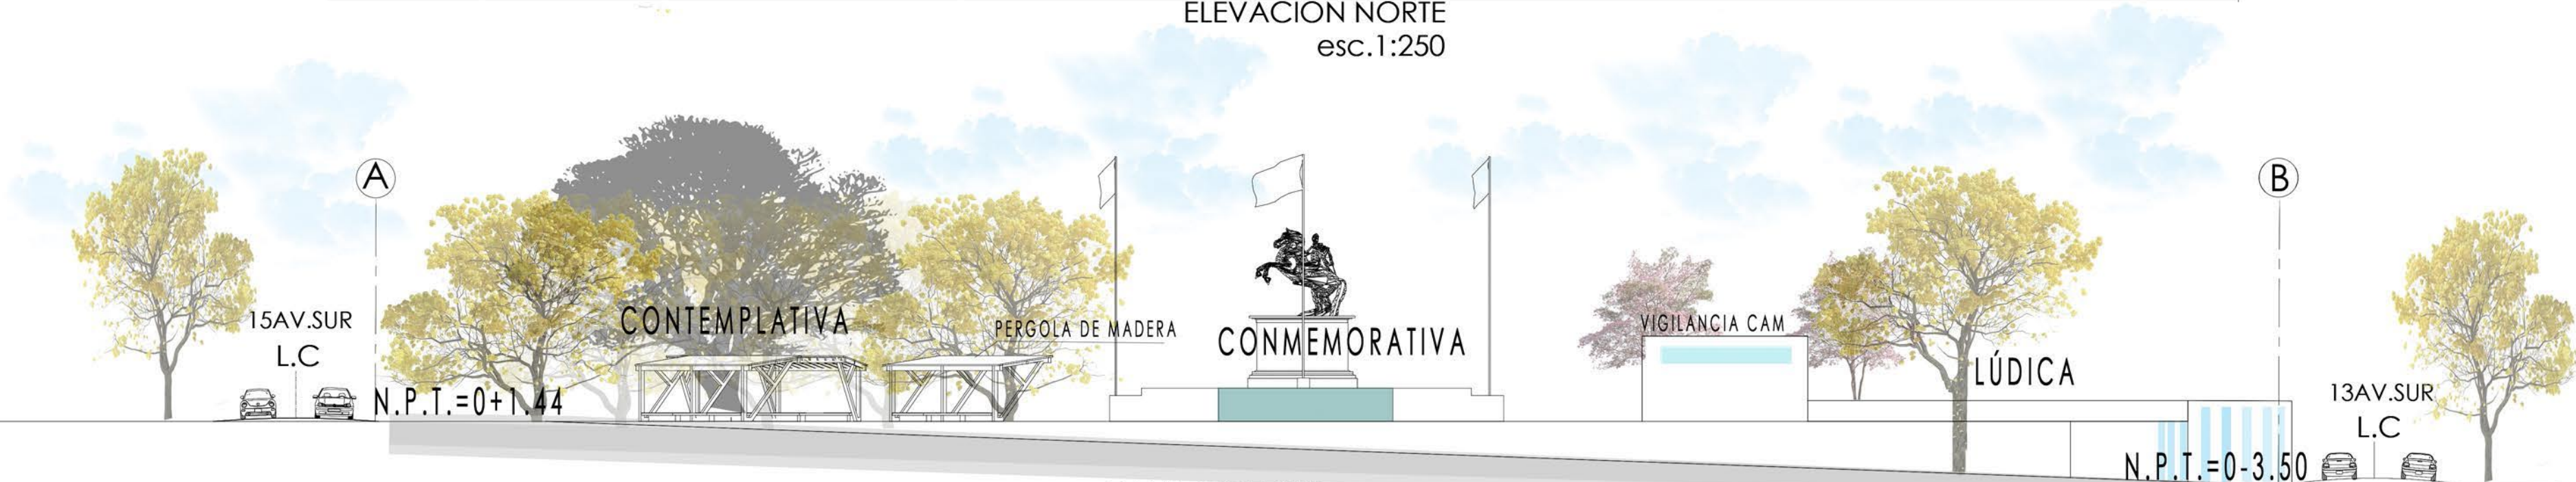 ELEVACION NORTE
esc.1:250
A
B
15AV.SUR
L.C
N.P.T.=0+1.44
CONTEMPLATIVA
PERGOLA DE MADERA
CONMEMORATIVA
VIGILANCIA CAM
LÚDICA
N.P.T.=0-3.50
13AV.SUR
L.C